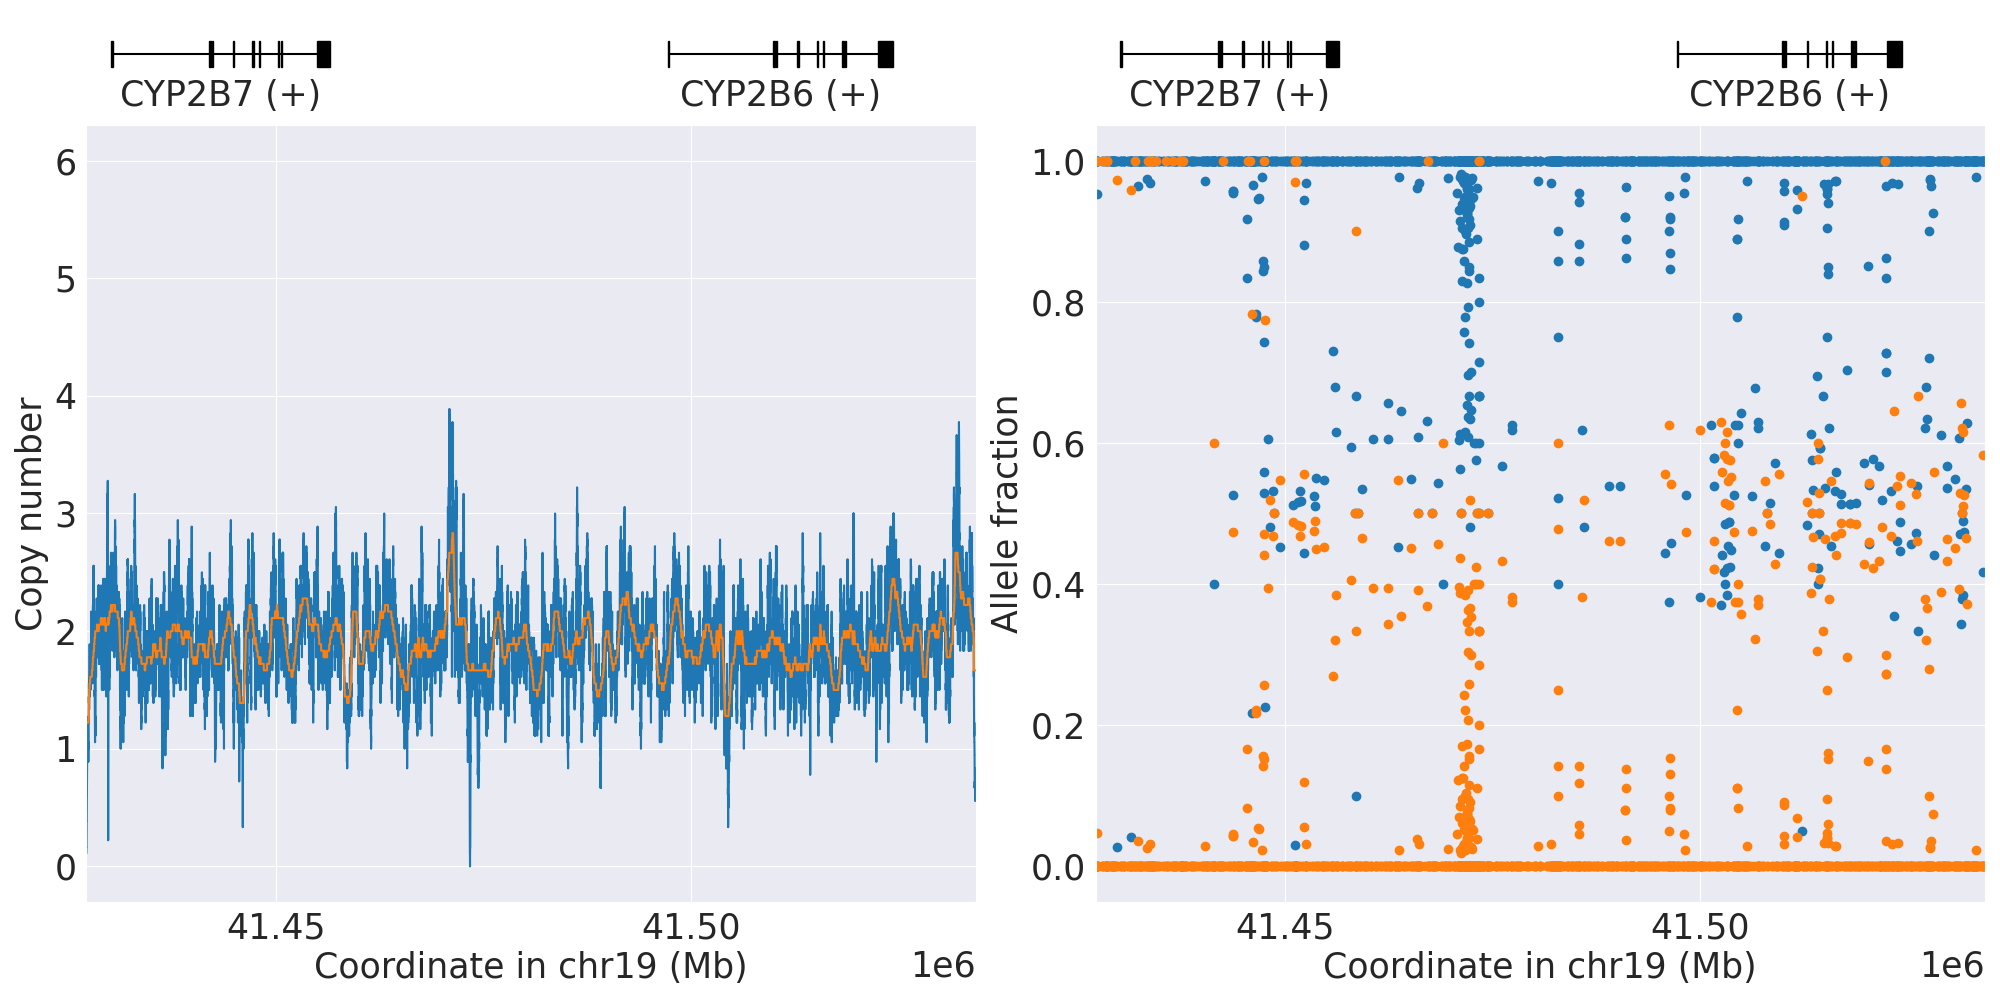 CYP2B7 (+)
CYP2B6 (+)
6
5
4
3
2
1
0
Copy number
41.45
41.50
Coordinate in chr19 (Mb)
1e6
CYP2B7 (+)
CYP2B6 (+)
1.0
0.8
0.6
0.4
0.2
0.0
Allele fraction
41.45
41.50
Coordinate in chr19 (Mb)
1e6